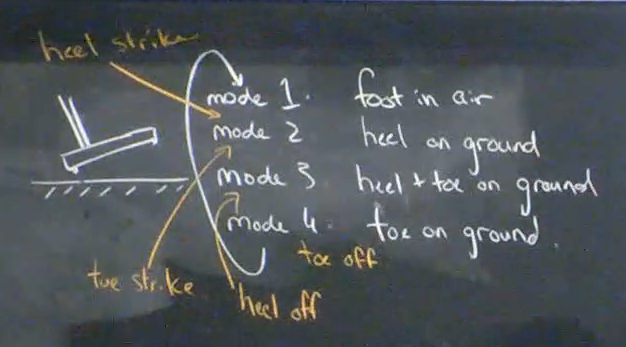 heel strike
mode 1. foot in air
mode 2 heel on ground
mode 3 heel + toe on ground
mode 4. toe on ground.
toe off
toe strike
heel off